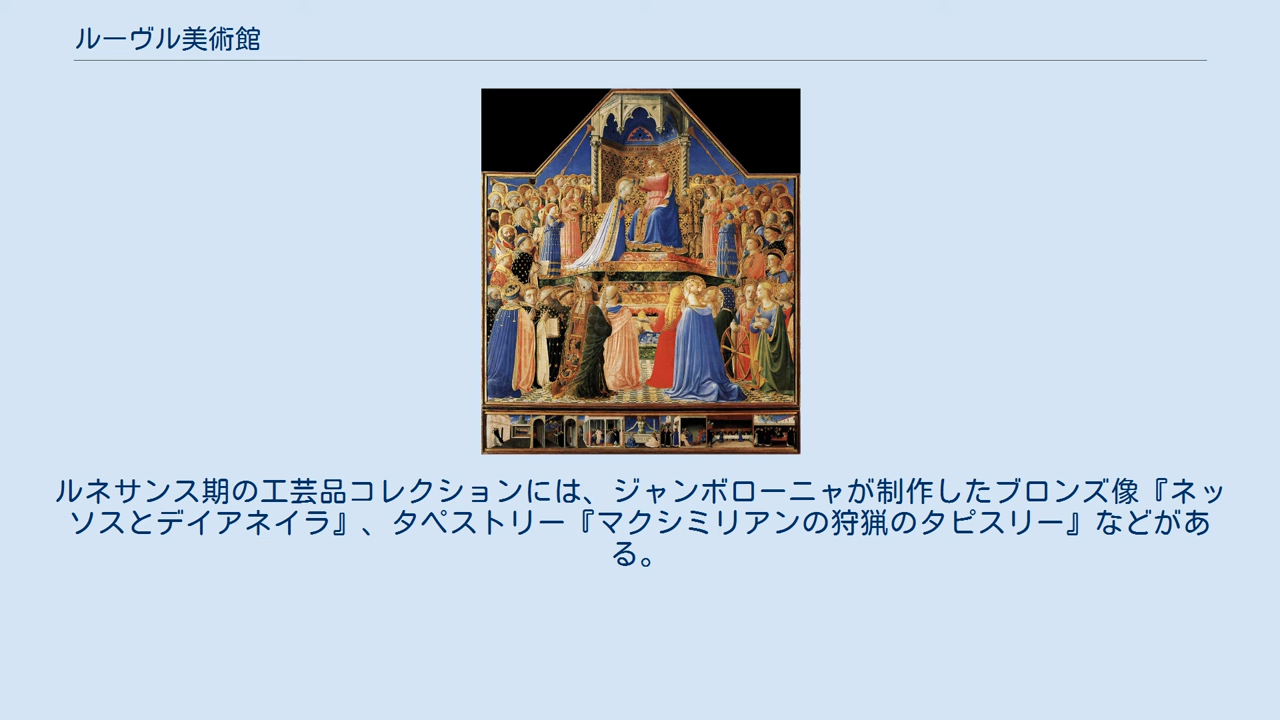 ルーヴル美術館
ルネサンス期の工芸品コレクションには、ジャンボローニャが制作したブロンズ像『ネッ
ソスとデイアネイラ』、タペストリー『マクシミリアンの狩猟のタピスリー』などがあ
る。